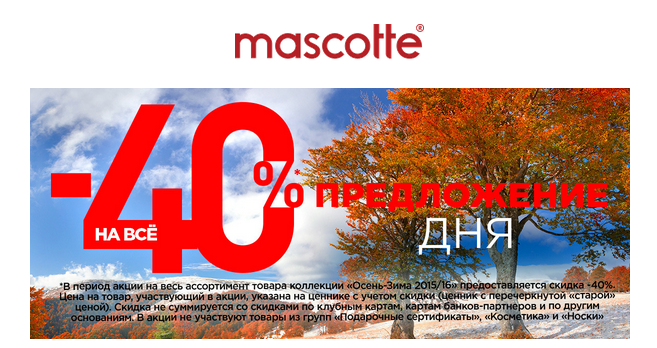 mascotte®
-40%*
НА ВСЁ
ПРЕДЛОЖЕНИЕ
ДНЯ
*В период акции на весь ассортимент товара коллекции «Осень-Зима 2015/16» предоставляется скидка -40%.
Цена на товар, участвующий в акции, указана на ценнике с учетом скидки (ценник с перечеркнутой «старой»
ценой). Скидка не суммируется со скидками по клубным картам, картам банков-партнеров и по другим
основаниям. В акции не участвуют товары из групп «Подарочные сертификаты», «Косметика» и «Носки»